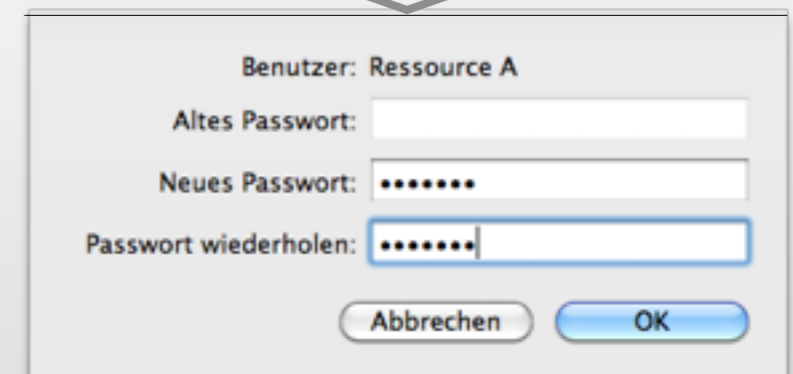 Benutzer: Ressource A
Altes Passwort:
Neues Passwort: •••••••
Passwort wiederholen: •••••••
Abbrechen OK